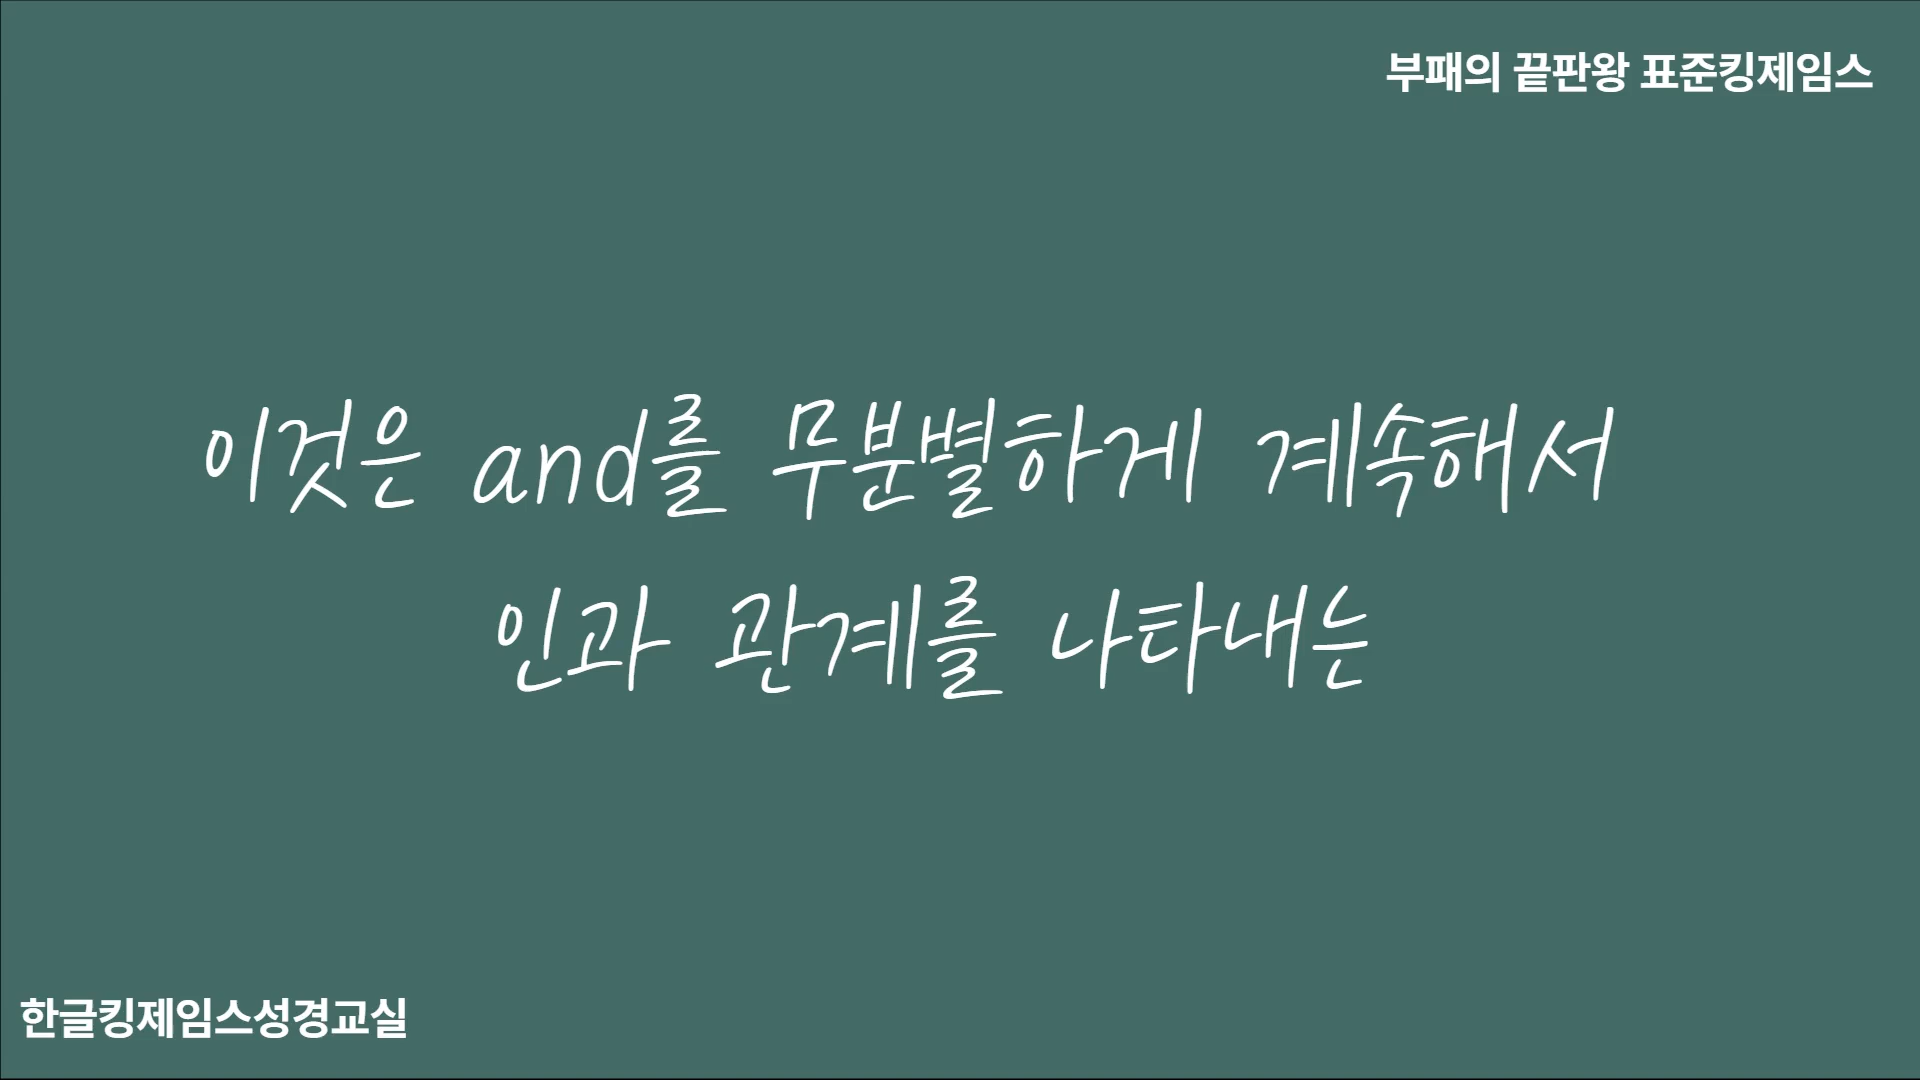 부패의 끝판왕 표준킹제임스
이것은 and를 무분별하게 계속해서
인과 관계를 나타내는
한글킹제임스성경교실